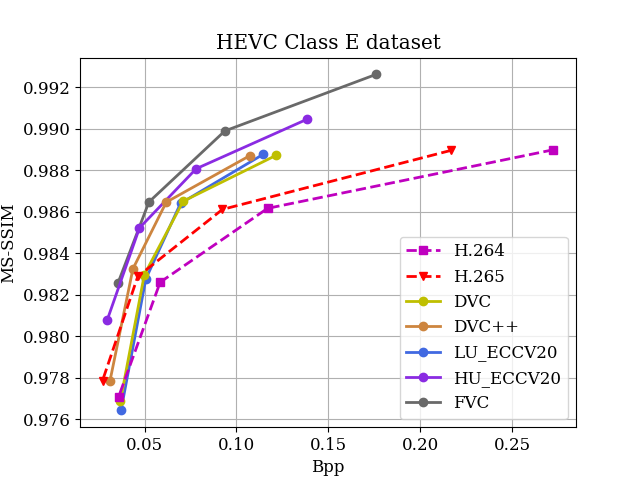 HEVC Class E dataset
MS-SSIM
0.992
0.990
0.988
0.986
0.984
0.982
0.980
0.978
0.976
H.264
H.265
DVC
DVC++
LU_ECCV20
HU_ECCV20
FVC
0.05 0.10 0.15 0.20 0.25
Bpp